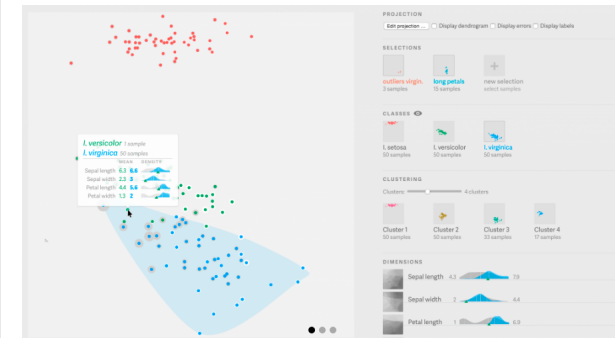 PROJECTION
Edit projection ... Display dendrogram Display errors Display labels
SELECTIONS
outliers virgin. long petals new selection
3 samples 15 samples select samples
CLASSES
I. setosa I. versicolor I. virginica
50 samples 50 samples 50 samples
CLUSTERING
Clusters 4 clusters
Cluster 1 Cluster 2 Cluster 3 Cluster 4
50 samples 50 samples 33 samples 17 samples
DIMENSIONS
Sepal length 4.3 7.9
Sepal width 2 4.4
Petal length 1 6.9
I. versicolor 1 sample
I. virginica 50 samples
MEAN DENSITY
Sepal length 6.3 6.6
Sepal width 2.3 3
Petal length 4.4 5.6
Petal width 1.3 2